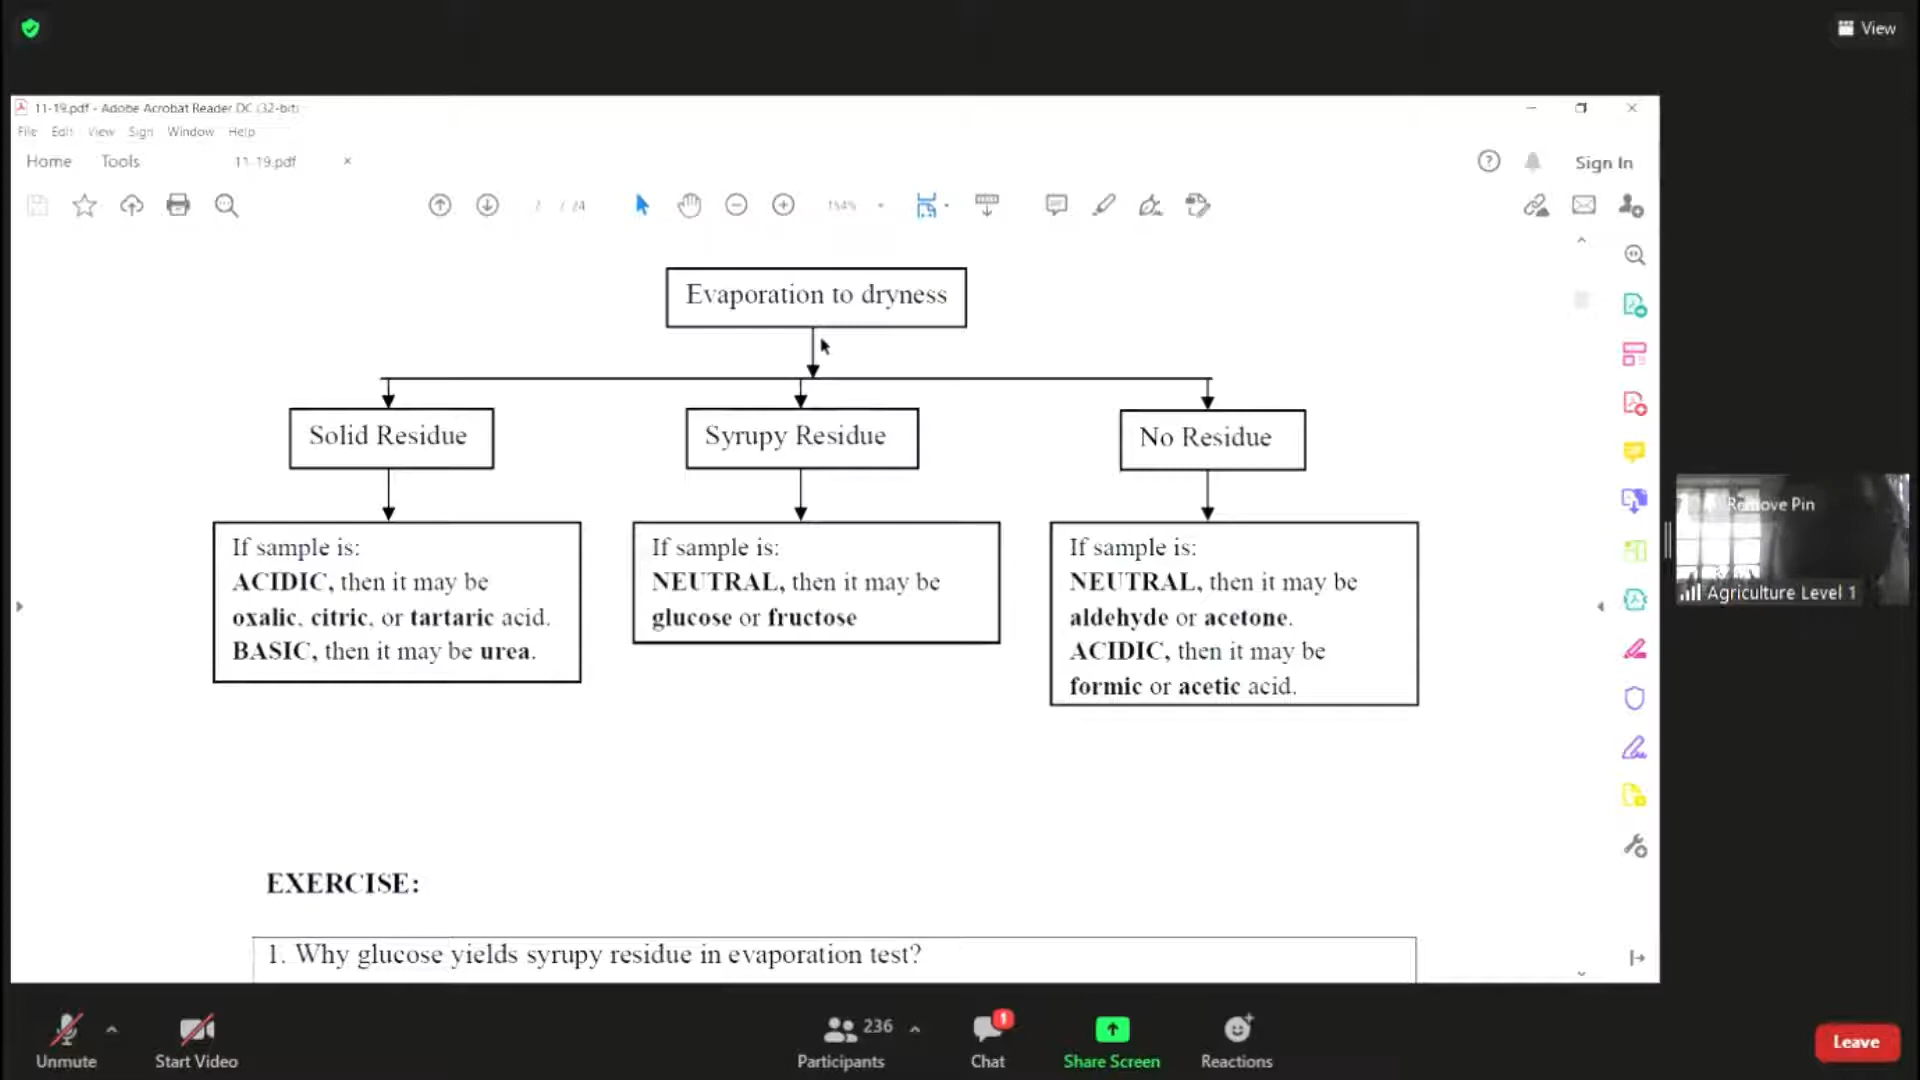 View
11-19.pdf - Adobe Acrobat Reader DC (32-bit)
File Edit View Sign Window Help
Home Tools 11-19.pdf
Sign In
/ 24 154%
Evaporation to dryness
Solid Residue Syrupy Residue No Residue
If sample is:
ACIDIC, then it may be
oxalic, citric, or tartaric acid.
BASIC, then it may be urea.
If sample is:
NEUTRAL, then it may be
glucose or fructose
If sample is:
NEUTRAL, then it may be
aldehyde or acetone.
ACIDIC, then it may be
formic or acetic acid.
Remove Pin
Agriculture Level 1
EXERCISE:
1. Why glucose yields syrupy residue in evaporation test?
236 1
Unmute Start Video Participants Chat Share Screen Reactions
Leave